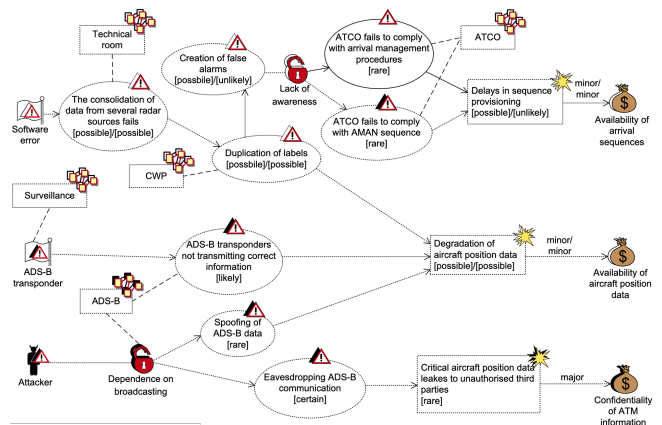 Technical
room
Creation of false
alarms
[possbile]/[unlikely]
ATCO fails to comply
with arrival management
procedures
[rare]
ATCO
The consolidation of
data from several radar
sources fails
[possible]/[possible]
Software
error
Lack of
awareness
ATCO fails to comply
with AMAN sequence
[rare]
Delays in sequence
provisioning
[possible]/[unlikely]
minor/
minor
Availability of
arrival sequences
CWP
Duplication of labels
[possbile]/[possible]
Surveillance
ADS-B
transponder
ADS-B transponders
not transmitting correct
information
[likely]
Degradation of
aircraft position data
[possible]/[possible]
minor/
minor
Availability of
aircraft position
data
ADS-B
Spoofing of
ADS-B data
[rare]
Attacker
Dependence on
broadcasting
Eavesdropping ADS-B
communication
[certain]
Critical aircraft position data
leakes to unauthorised third
parties
[rare]
major
Confidentiality
of ATM
information